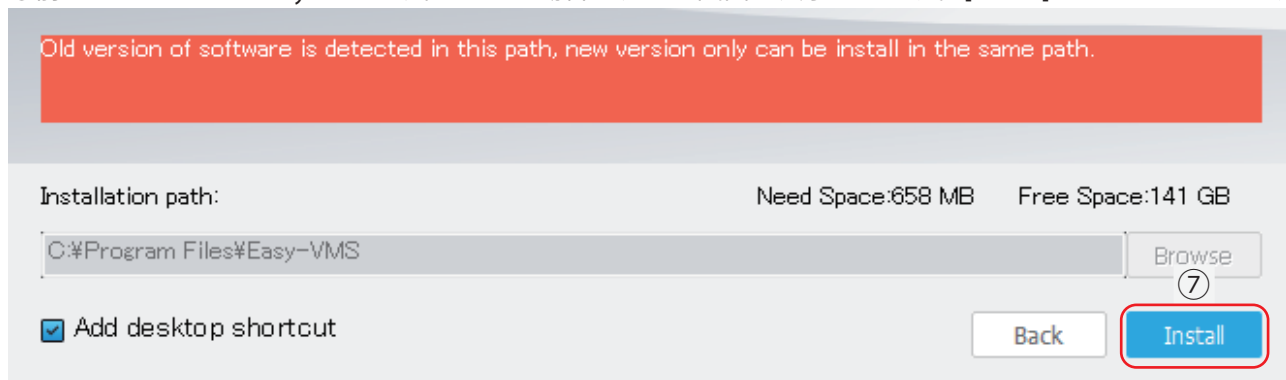 Old version of software is detected in this path, new version only can be install in the same path.
Installation path: Need Space:658 MB Free Space:141 GB
C:¥Program Files¥Easy-VMS Browse
⑦
Add desktop shortcut Back Install